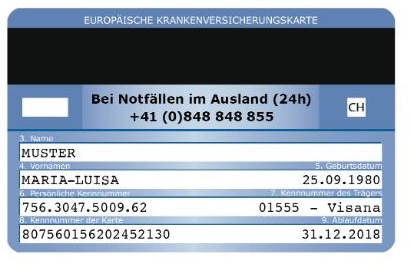 EUROPÄISCHE KRANKENVERSICHERUNGSKARTE
Bei Notfällen im Ausland (24h)
+41 (0)848 848 855
CH
3. Name
MUSTER
4. Vornamen 5. Geburtsdatum
MARIA-LUISA 25.09.1980
6. Persönliche Kennnummer 7. Kennnummer des Trägers
756.3047.5009.62 01555 - Visana
8. Kennnummer der Karte 9. Ablaufdatum
80756015620245213​0 31.12.2018